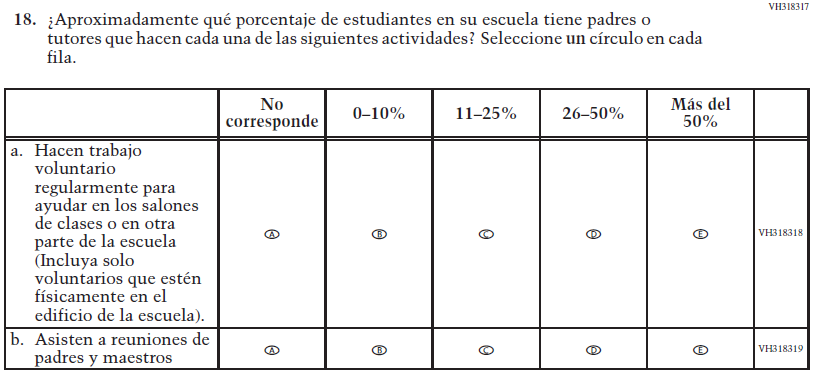 VH318317
18. ¿Aproximadamente qué porcentaje de estudiantes en su escuela tiene padres o
tutores que hacen cada una de las siguientes actividades? Seleccione un círculo en cada
fila.
No
corresponde
0–10%
11–25%
26–50%
Más del
50%
a. Hacen trabajo
voluntario
regularmente para
ayudar en los salones
de clases o en otra
parte de la escuela
(Incluya solo
voluntarios que estén
físicamente en el
edificio de la escuela).
A B C D E VH318318
b. Asisten a reuniones de
padres y maestros
A B C D E VH318319